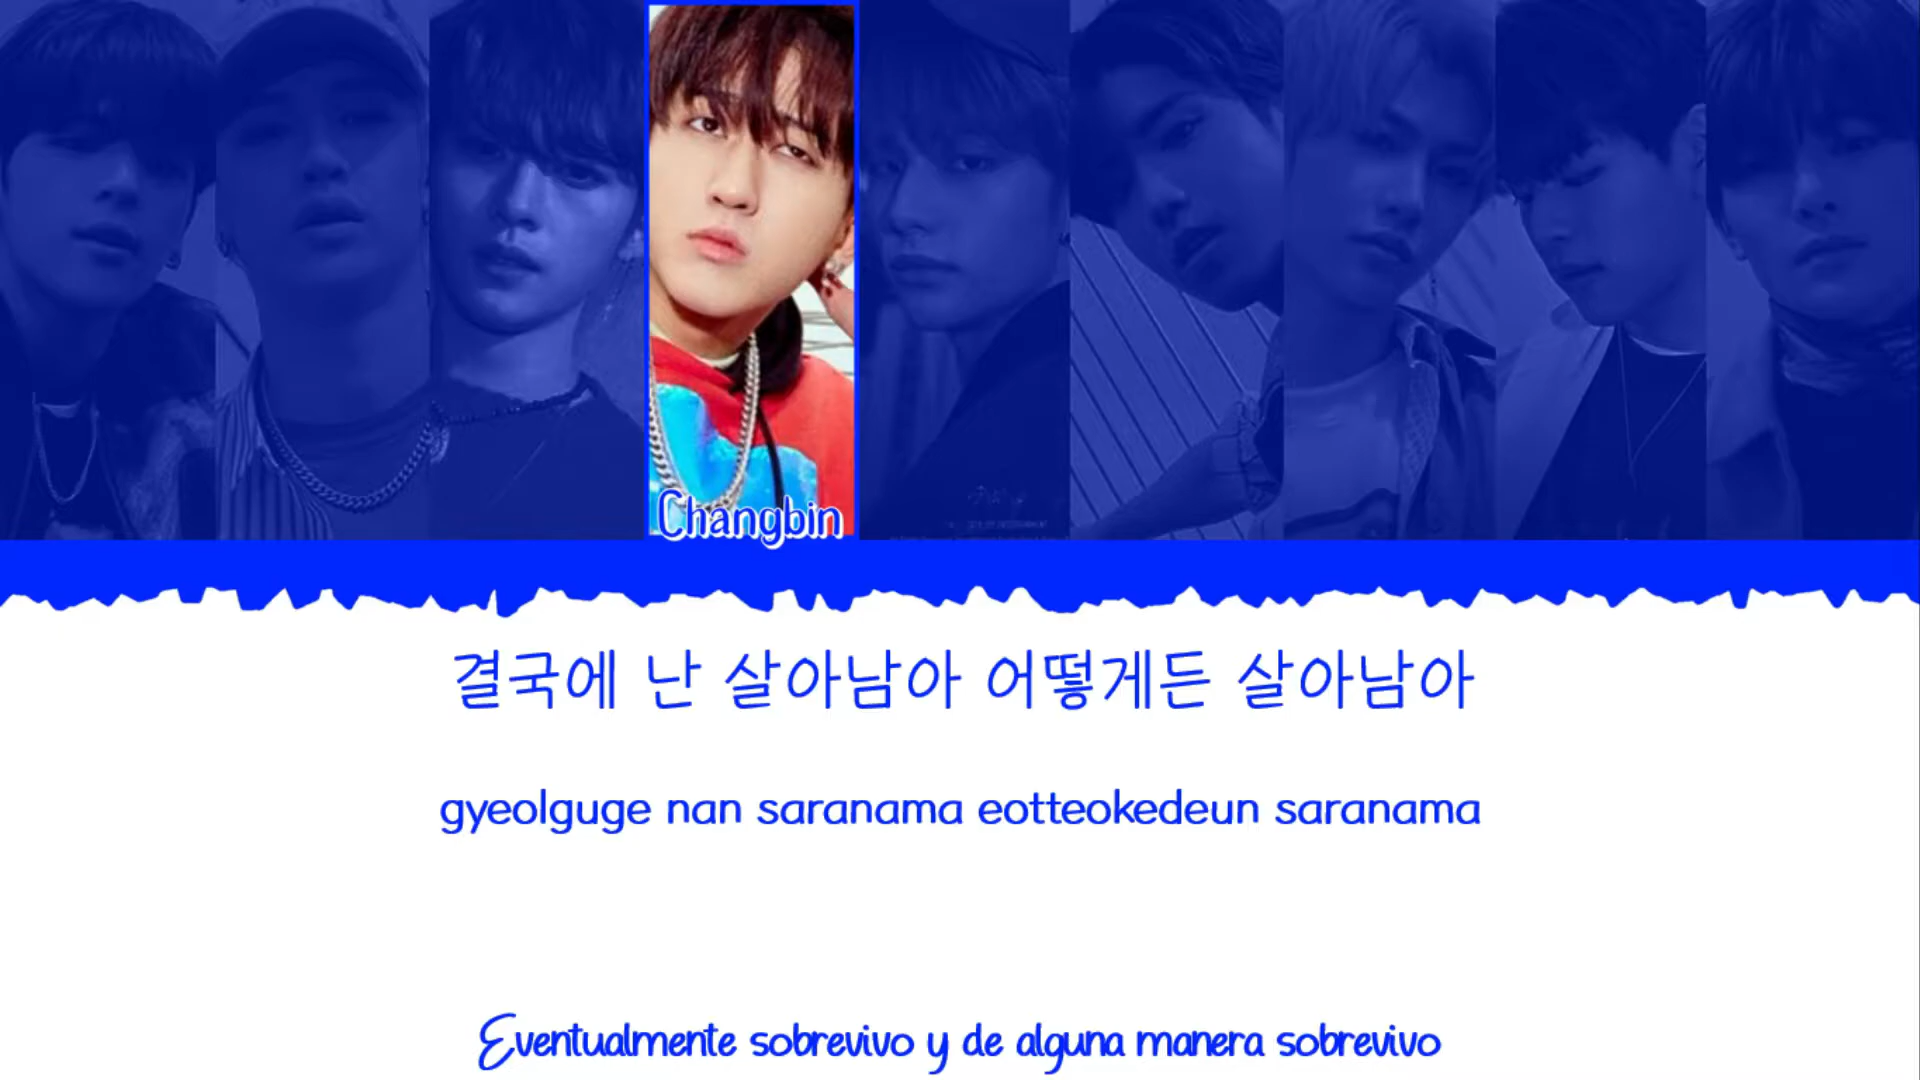 Changbin
결국에 난 살아남아 어떻게든 살아남아
gyeolguge nan saranama eotteokedeun saranama
Eventualmente sobrevivo y de alguna manera sobrevivo